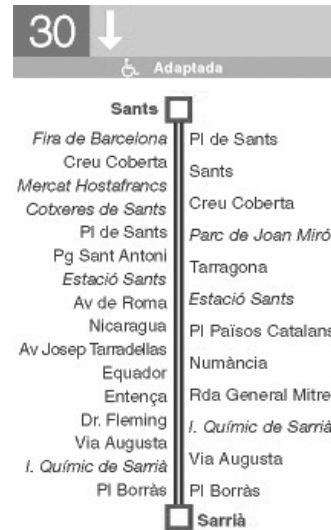 30
Adaptada
Sants
Fira de Barcelona
Creu Coberta
Mercat Hostafrancs
Cotxeres de Sants
Pl de Sants
Pg Sant Antoni
Estació Sants
Av de Roma
Nicaragua
Av Josep Tarradellas
Equador
Entença
Dr. Fleming
Via Augusta
I. Químic de Sarrià
Pl Borràs
Pl de Sants
Sants
Creu Coberta
Parc de Joan Miró
Tarragona
Estació Sants
Pl Països Catalans
Numància
Rda General Mitre
I. Químic de Sarrià
Via Augusta
Pl Borràs
Sarrià